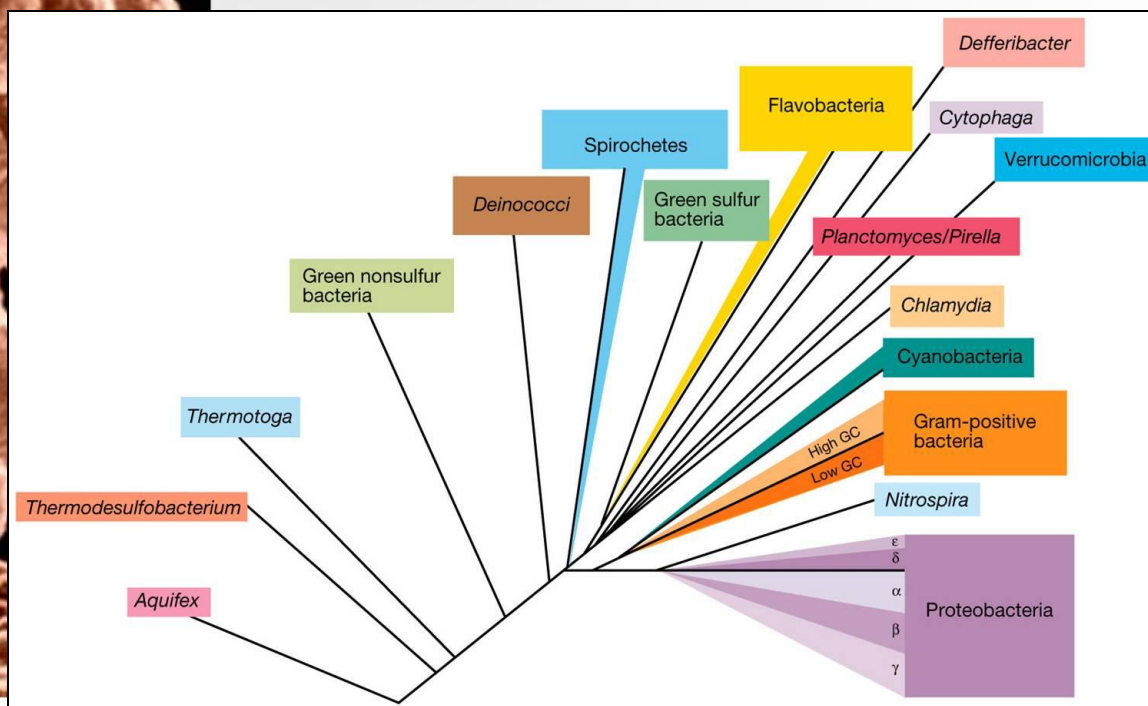 Defferibacter
Flavobacteria
Cytophaga
Spirochetes
Verrucomicrobia
Green sulfur
bacteria
Deinococci
Planctomyces/Pirella
Green nonsulfur
bacteria
Chlamydia
Cyanobacteria
Thermotoga
High GC
Low GC
Gram-positive
bacteria
Nitrospira
Thermodesulfobacterium
ε
δ
α
β
γ
Proteobacteria
Aquifex